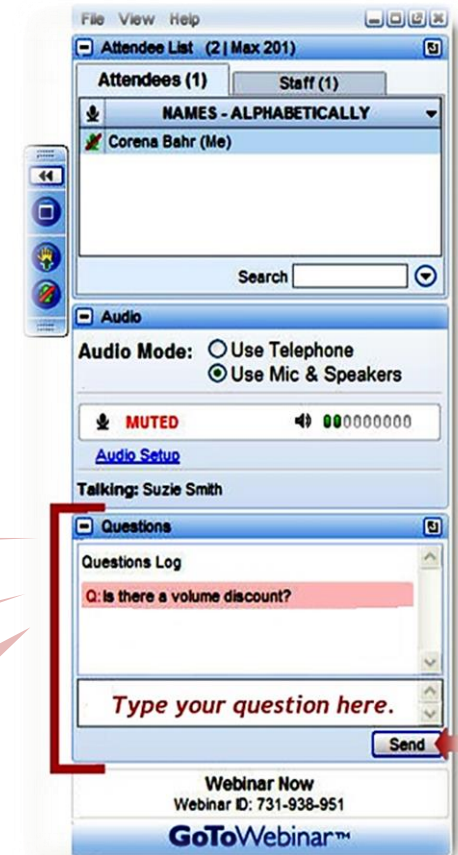 File View Help
Attendee List (2 | Max 201)
Attendees (1) Staff (1)
NAMES - ALPHABETICALLY
Corena Bahr (Me)
Search
Audio
Audio Mode: Use Telephone
Use Mic & Speakers
MUTED
Audio Setup
Talking: Suzie Smith
Questions
Questions Log
Q: Is there a volume discount?
Type your question here.
Send
Webinar Now
Webinar ID: 731-938-951
GoToWebinar™